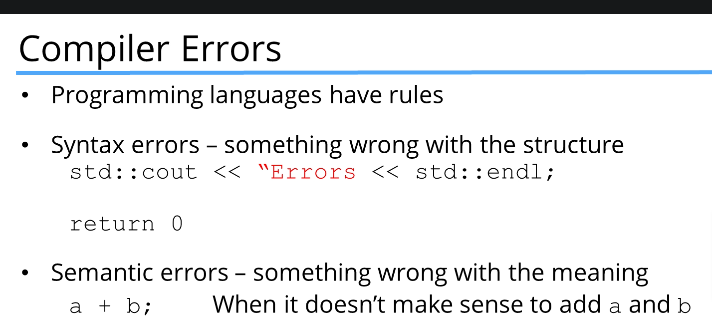 Compiler Errors
• Programming languages have rules
• Syntax errors – something wrong with the structure
std::cout << “Errors << std::endl;
return 0
• Semantic errors – something wrong with the meaning
a + b; When it doesn’t make sense to add a and b